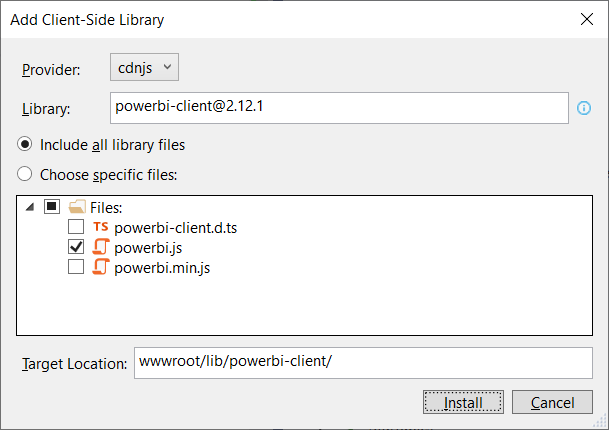 Add Client-Side Library
Provider: cdnjs
Library: powerbi-client@2.12.1
Include all library files
Choose specific files:
Files:
TS powerbi-client.d.ts
powerbi.js
powerbi.min.js
Target Location: wwwroot/lib/powerbi-client/
Install Cancel